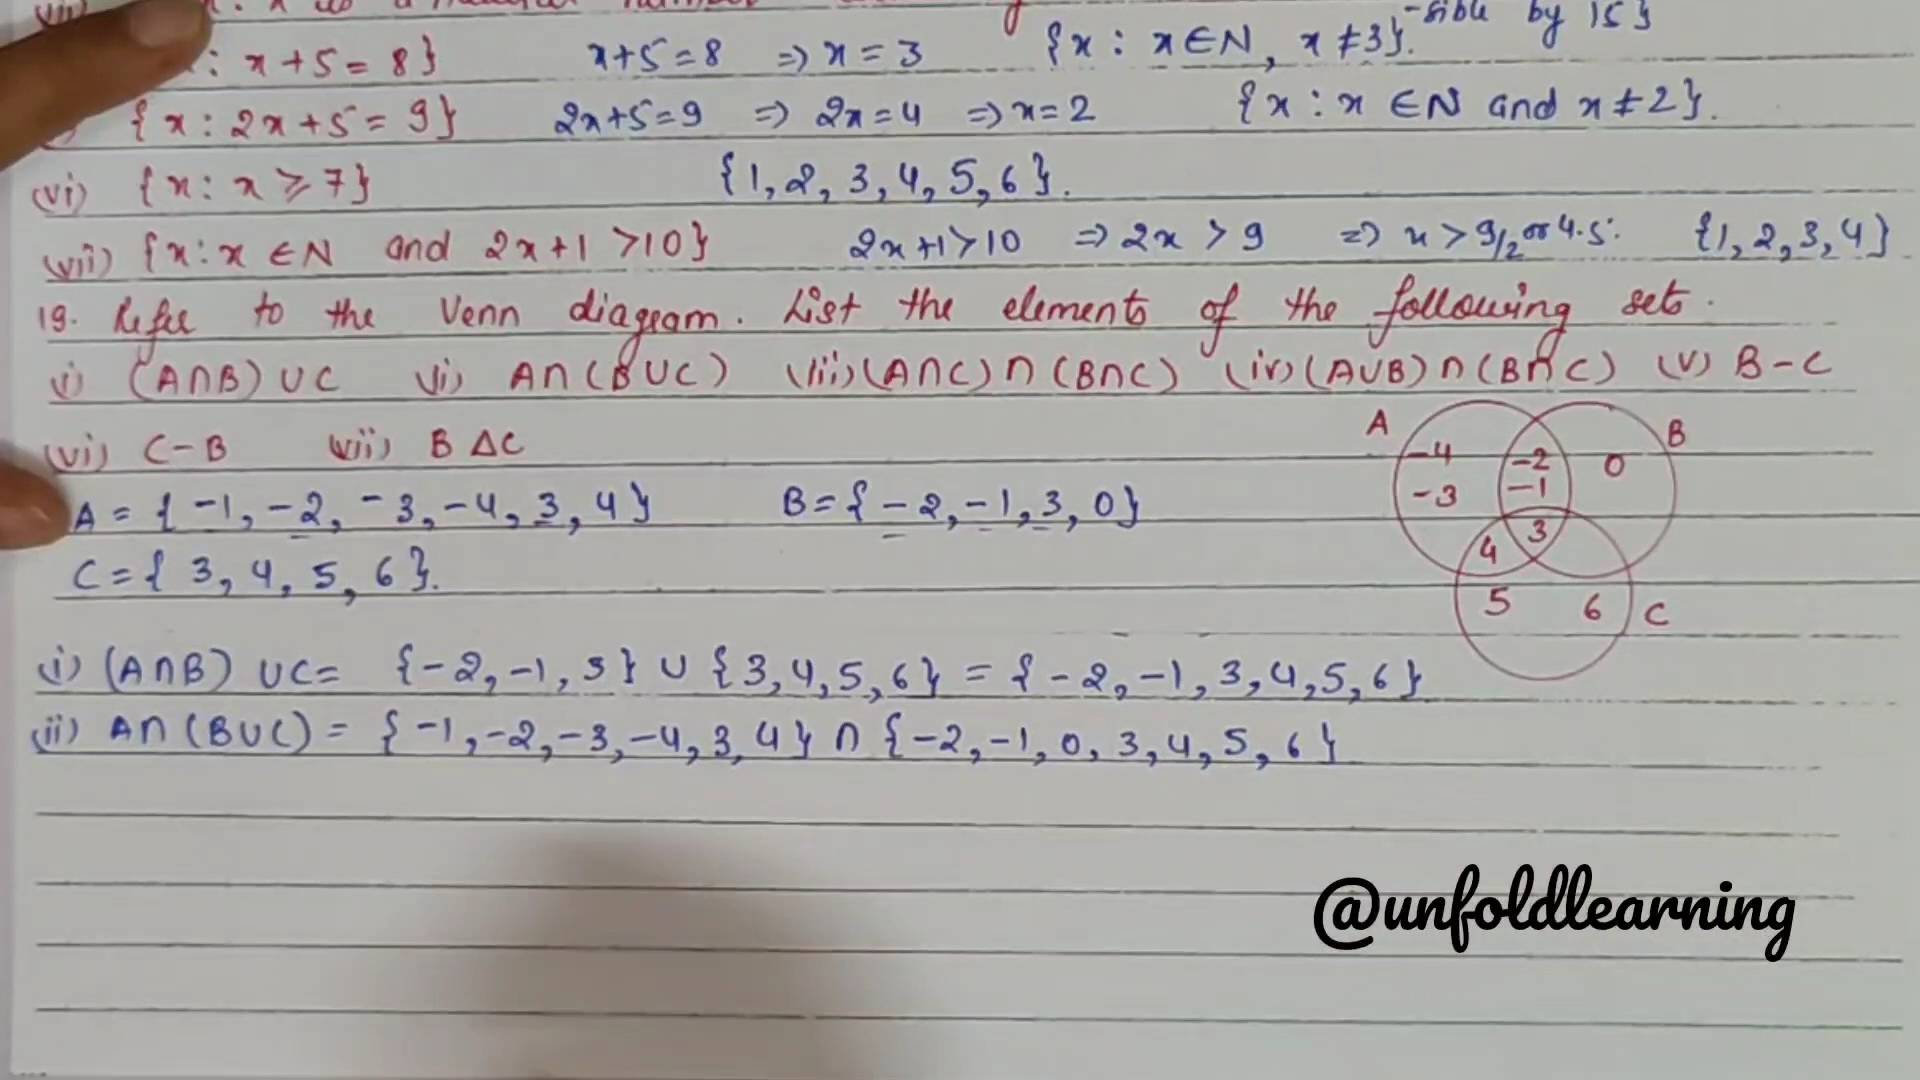 : x + 5 = 8} x+5=8 => x = 3 {x : x ∈ N, x ≠ 3}. -sible by 15}
{x : 2x + 5 = 9} 2x+5=9 => 2x=4 => x=2 {x : x ∈ N and x ≠ 2}.
(vi) {x : x ⩾ 7} {1, 2, 3, 4, 5, 6}.
(vii) {x : x ∈ N and 2x + 1 > 10} 2x+1>10 => 2x > 9 => x > 9/2 or 4.5. {1, 2, 3, 4}
19. Refer to the Venn diagram. List the elements of the following sets.
(i) (A∩B) ∪ C (ii) A∩(B∪C) (iii) (A∩C) ∩ (B∩C) (iv) (A∪B) ∩ (B∩C) (v) B - C
(vi) C - B (vii) B Δ C
A = { -1, -2, -3, -4, 3, 4} B = { -2, -1, 3, 0}
C = { 3, 4, 5, 6}.
A B
-4 -2 0
-3 -1
4 3
5 6 C
(i) (A∩B) ∪ C = {-2, -1, 3} ∪ {3, 4, 5, 6} = { -2, -1, 3, 4, 5, 6}
(ii) A∩(B∪C) = { -1, -2, -3, -4, 3, 4} ∩ {-2, -1, 0, 3, 4, 5, 6}
@unfoldlearning